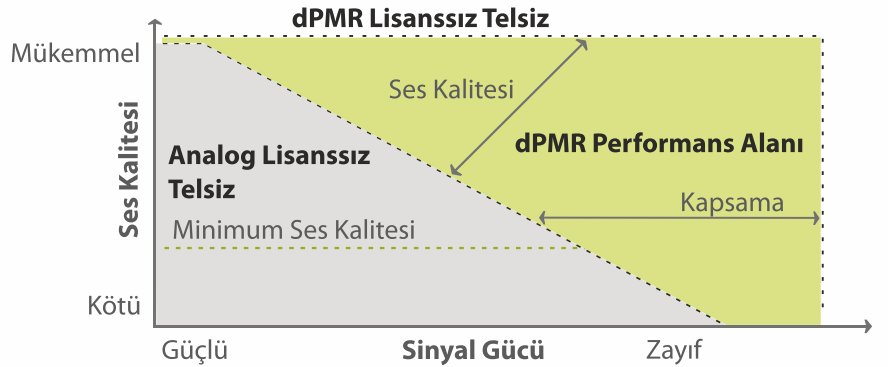 dPMR Lisanssız Telsiz
Mükemmel
Ses Kalitesi
Ses Kalitesi
dPMR Performans Alanı
Analog Lisanssız
Telsiz
Kapsama
Minimum Ses Kalitesi
Kötü
Güçlü
Sinyal Gücü
Zayıf